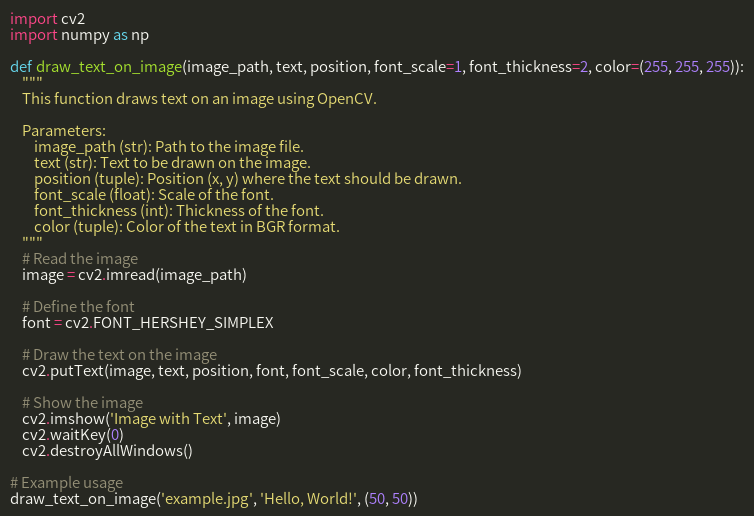 import cv2
import numpy as np

def draw_text_on_image(image_path, text, position, font_scale=1, font_thickness=2, color=(255, 255, 255)):
    """
    This function draws text on an image using OpenCV.

    Parameters:
        image_path (str): Path to the image file.
        text (str): Text to be drawn on the image.
        position (tuple): Position (x, y) where the text should be drawn.
        font_scale (float): Scale of the font.
        font_thickness (int): Thickness of the font.
        color (tuple): Color of the text in BGR format.
    """
    # Read the image
    image = cv2.imread(image_path)

    # Define the font
    font = cv2.FONT_HERSHEY_SIMPLEX

    # Draw the text on the image
    cv2.putText(image, text, position, font, font_scale, color, font_thickness)

    # Show the image
    cv2.imshow('Image with Text', image)
    cv2.waitKey(0)
    cv2.destroyAllWindows()

# Example usage
draw_text_on_image('example.jpg', 'Hello, World!', (50, 50))